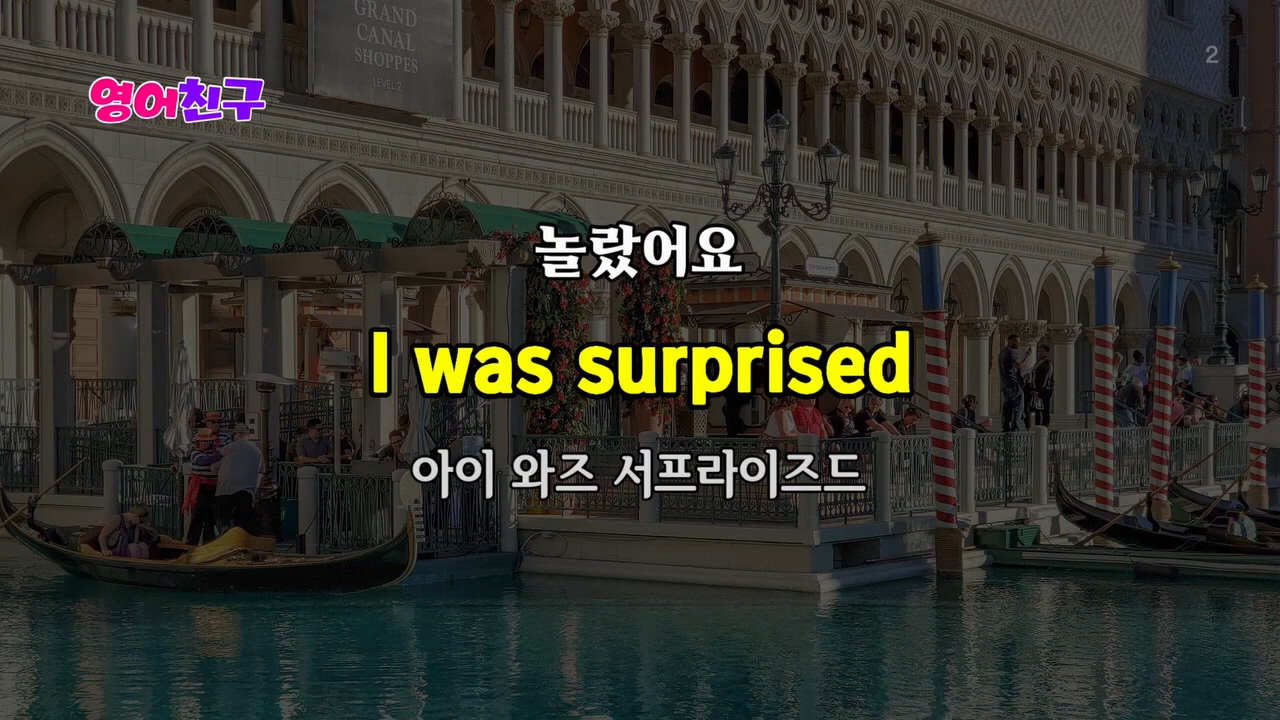 GRAND
CANAL
SHOPPES
LEVEL 2
2
영어친구
놀랐어요
I was surprised
아이 와즈 서프라이즈드